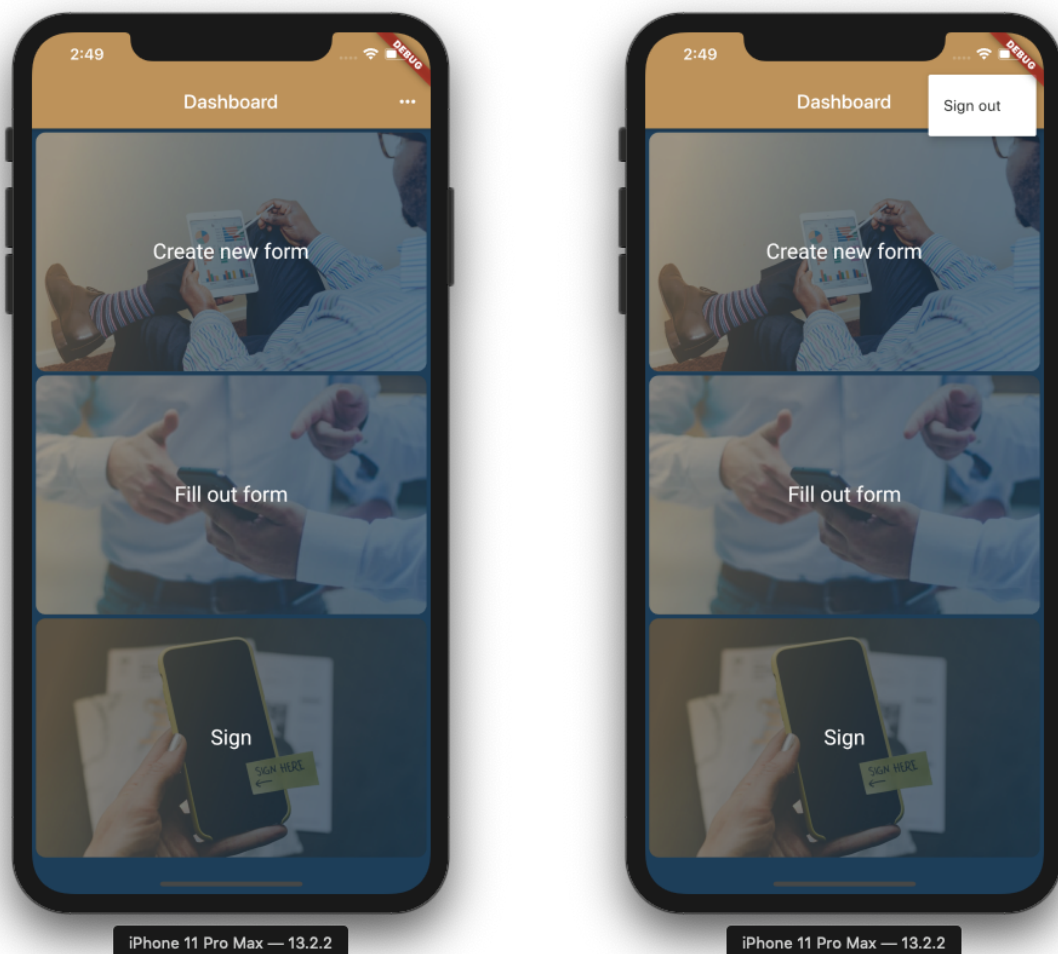 2:49
DEBUG
Dashboard
Create new form
Fill out form
Sign
SIGN HERE
iPhone 11 Pro Max — 13.2.2
2:49
DEBUG
Sign out
Dashboard
Create new form
Fill out form
Sign
SIGN HERE
iPhone 11 Pro Max — 13.2.2